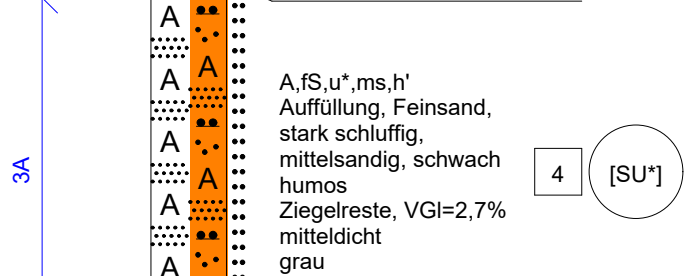 A
A
A
A
A
A
A
3A
A,fS,u*,ms,h'
Auffüllung, Feinsand,
stark schluffig,
mittelsandig, schwach
humos
Ziegelreste, VGl=2,7%
mitteldicht
grau
4
[SU*]